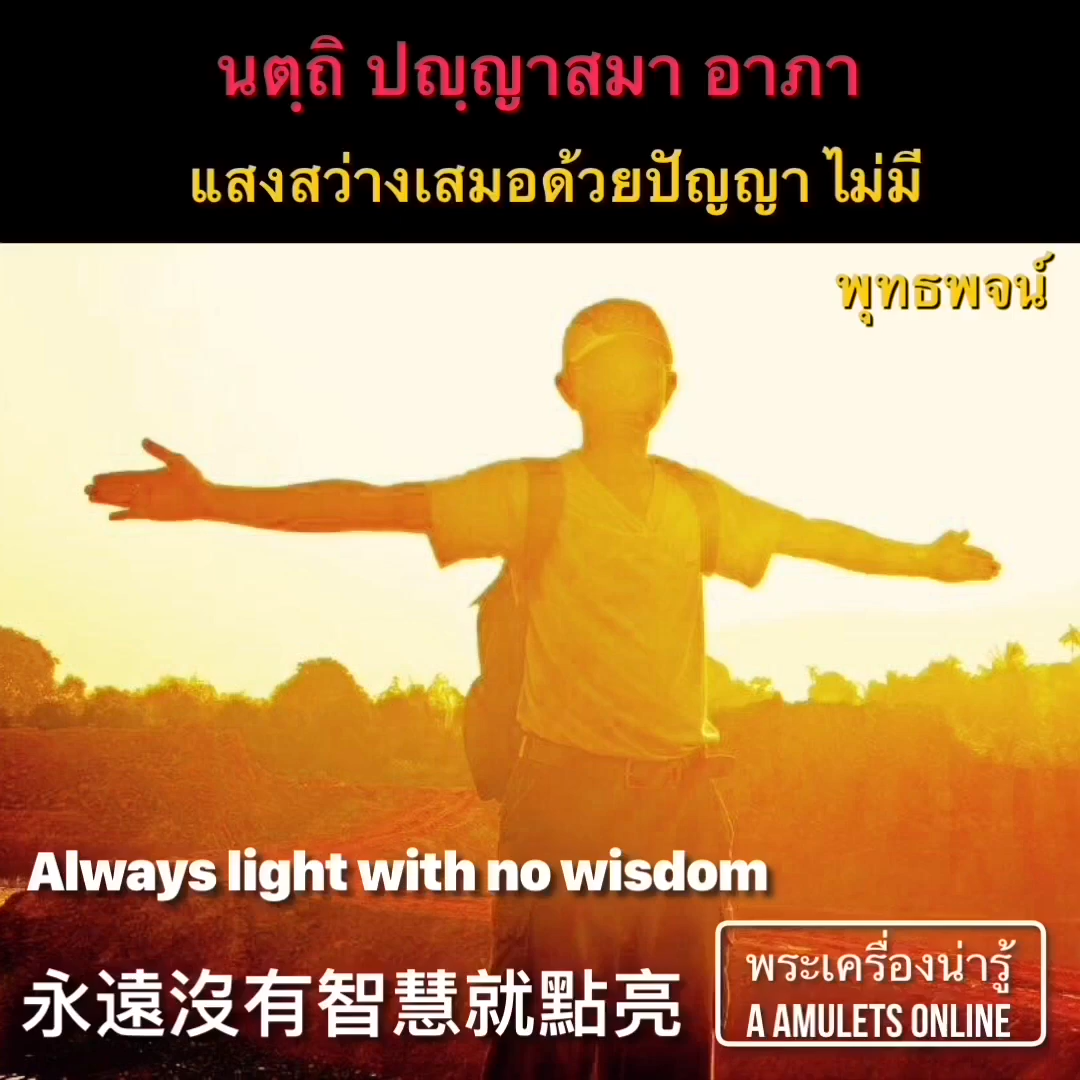 นตฺถิ ปญฺญาสมา อาภา
แสงสว่างเสมอด้วยปัญญา ไม่มี
พุทธพจน์
Always light with no wisdom
永遠沒有智慧就點亮
พระเครื่องน่ารู้
A AMULETS ONLINE